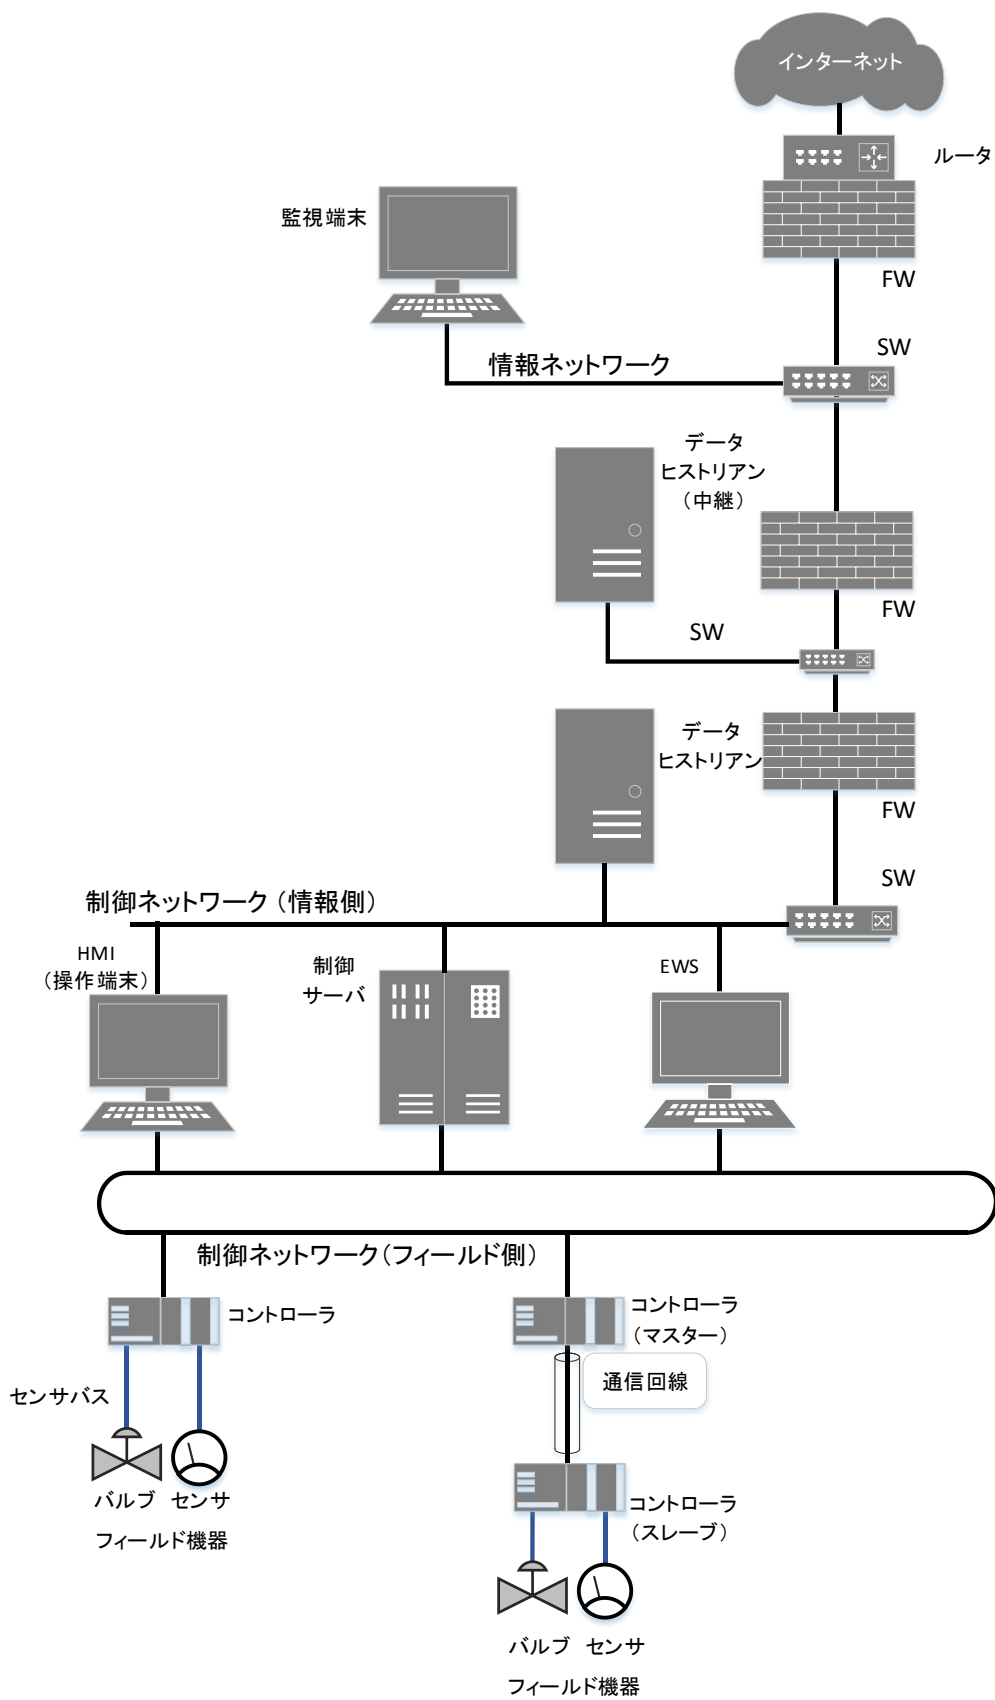 インターネット
ルータ
監視端末
FW
SW
情報ネットワーク
データ
ヒストリアン
（中継）
FW
SW
データ
ヒストリアン
FW
SW
制御ネットワーク（情報側）
HMI
（操作端末）
制御
サーバ
EWS
制御ネットワーク（フィールド側）
コントローラ
コントローラ
（マスター）
通信回線
センサバス
バルブ センサ
フィールド機器
コントローラ
（スレーブ）
バルブ センサ
フィールド機器